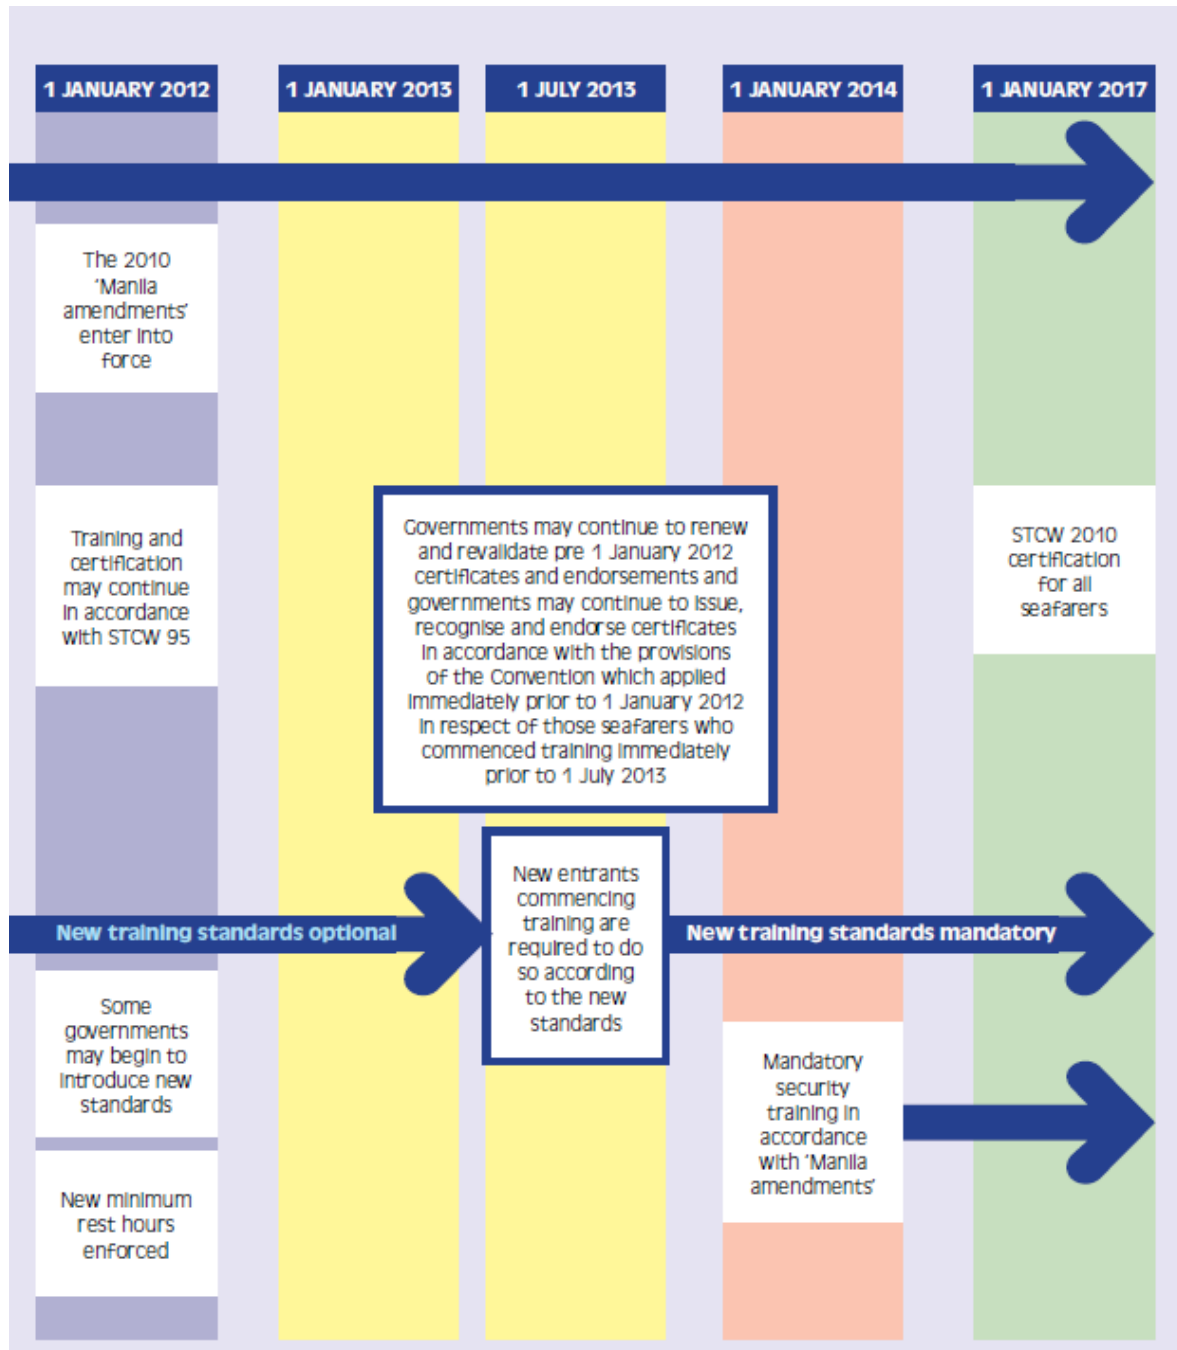 1 JANUARY 2012
1 JANUARY 2013
1 JULY 2013
1 JANUARY 2014
1 JANUARY 2017
The 2010
‘Manila
amendments’
enter into
force
Training and
certification
may continue
in accordance
with STCW 95
Governments may continue to renew
and revalidate pre 1 January 2012
certificates and endorsements and
governments may continue to issue,
recognise and endorse certificates
in accordance with the provisions
of the Convention which applied
immediately prior to 1 January 2012
in respect of those seafarers who
commenced training immediately
prior to 1 July 2013
STCW 2010
certification
for all
seafarers
New training standards optional
New entrants
commencing
training are
required to do
so according
to the new
standards
New training standards mandatory
Some
governments
may begin to
introduce new
standards
Mandatory
security
training in
accordance
with ‘Manila
amendments’
New minimum
rest hours
enforced